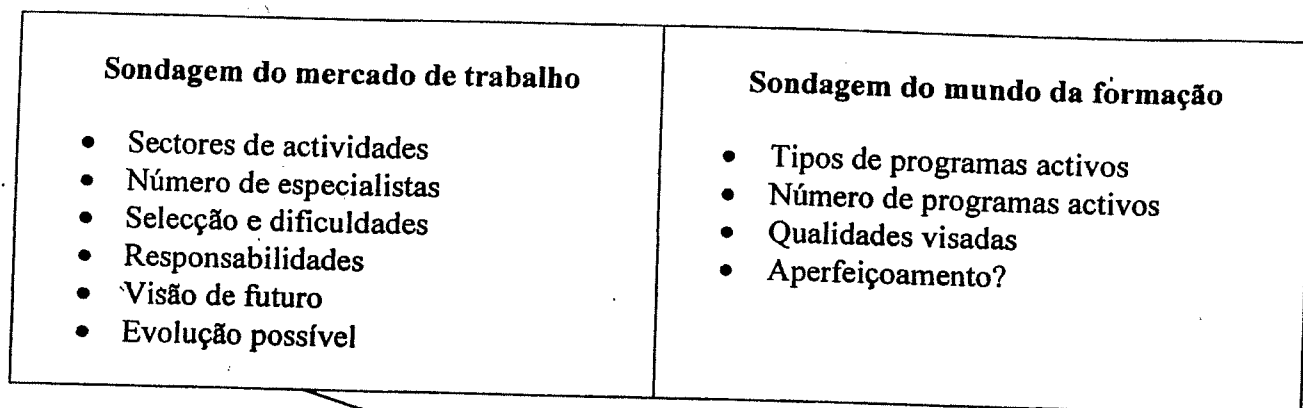 Sondagem do mercado de trabalho
• Sectores de actividades
• Número de especialistas
• Selecção e dificuldades
• Responsabilidades
• Visão de futuro
• Evolução possível
Sondagem do mundo da formação
• Tipos de programas activos
• Número de programas activos
• Qualidades visadas
• Aperfeiçoamento?